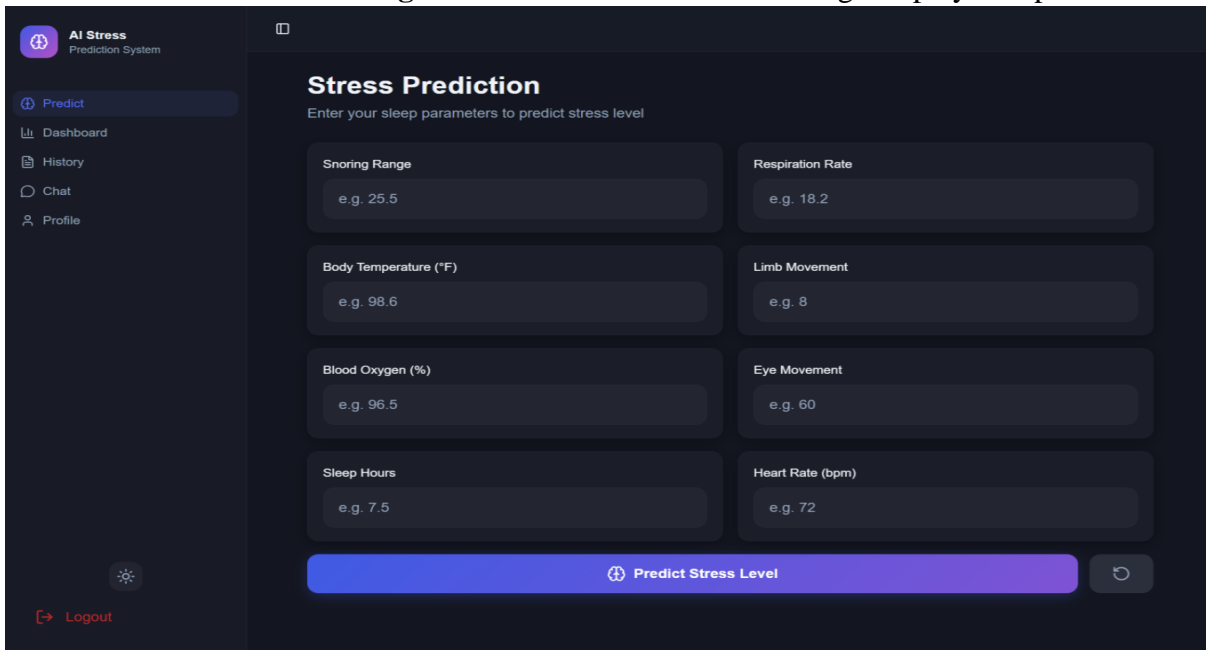 AI Stress
Prediction System
Predict
Dashboard
History
Chat
Profile
Logout
Stress Prediction
Enter your sleep parameters to predict stress level
Snoring Range
e.g. 25.5
Respiration Rate
e.g. 18.2
Body Temperature (°F)
e.g. 98.6
Limb Movement
e.g. 8
Blood Oxygen (%)
e.g. 96.5
Eye Movement
e.g. 60
Sleep Hours
e.g. 7.5
Heart Rate (bpm)
e.g. 72
Predict Stress Level